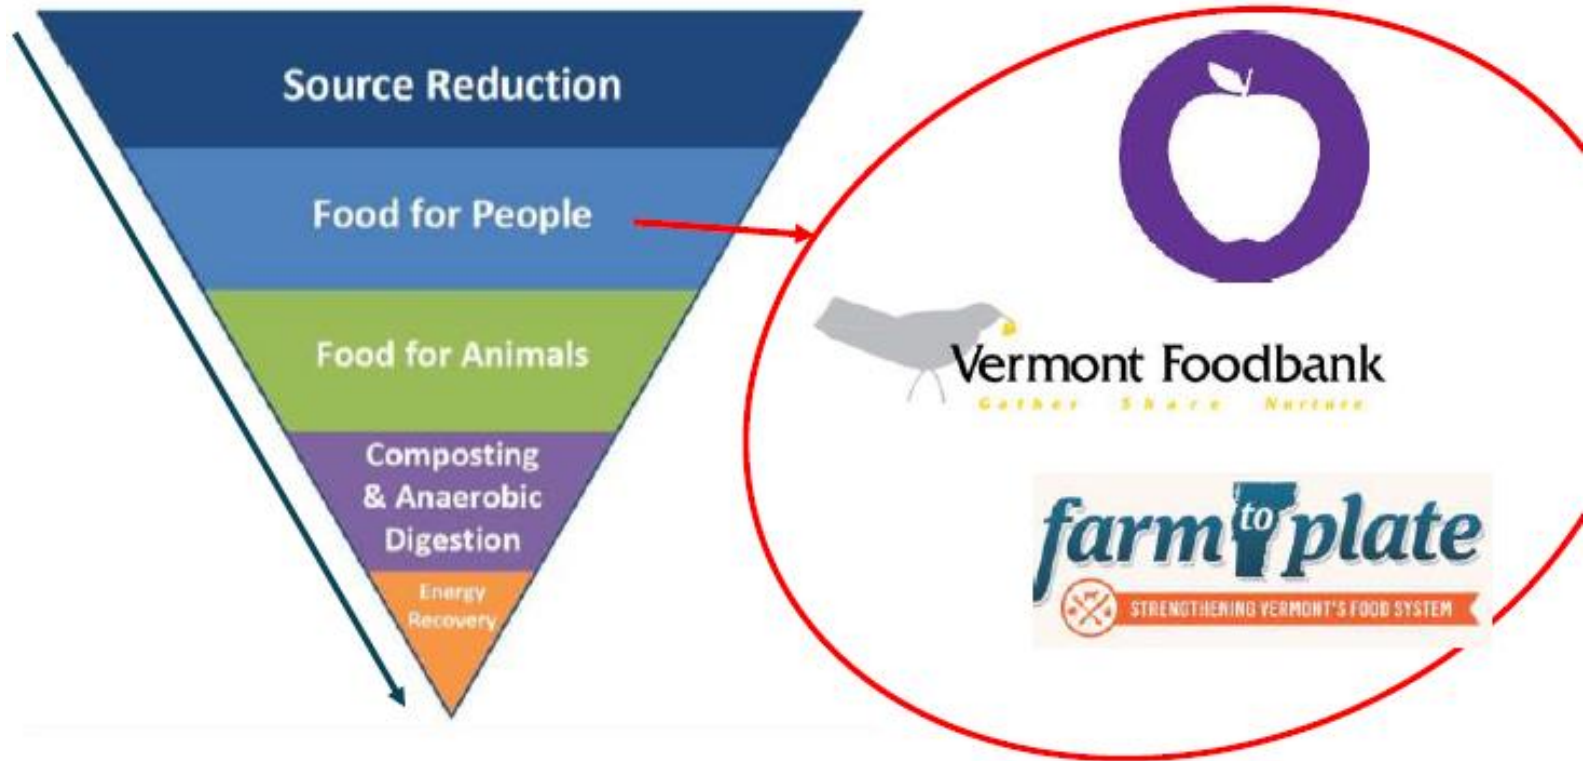 Source Reduction
Food for People
Food for Animals
Composting
& Anaerobic
Digestion
Energy
Recovery
Vermont Foodbank
Gather Share Nurture
farm to plate
STRENGTHENING VERMONT'S FOOD SYSTEM